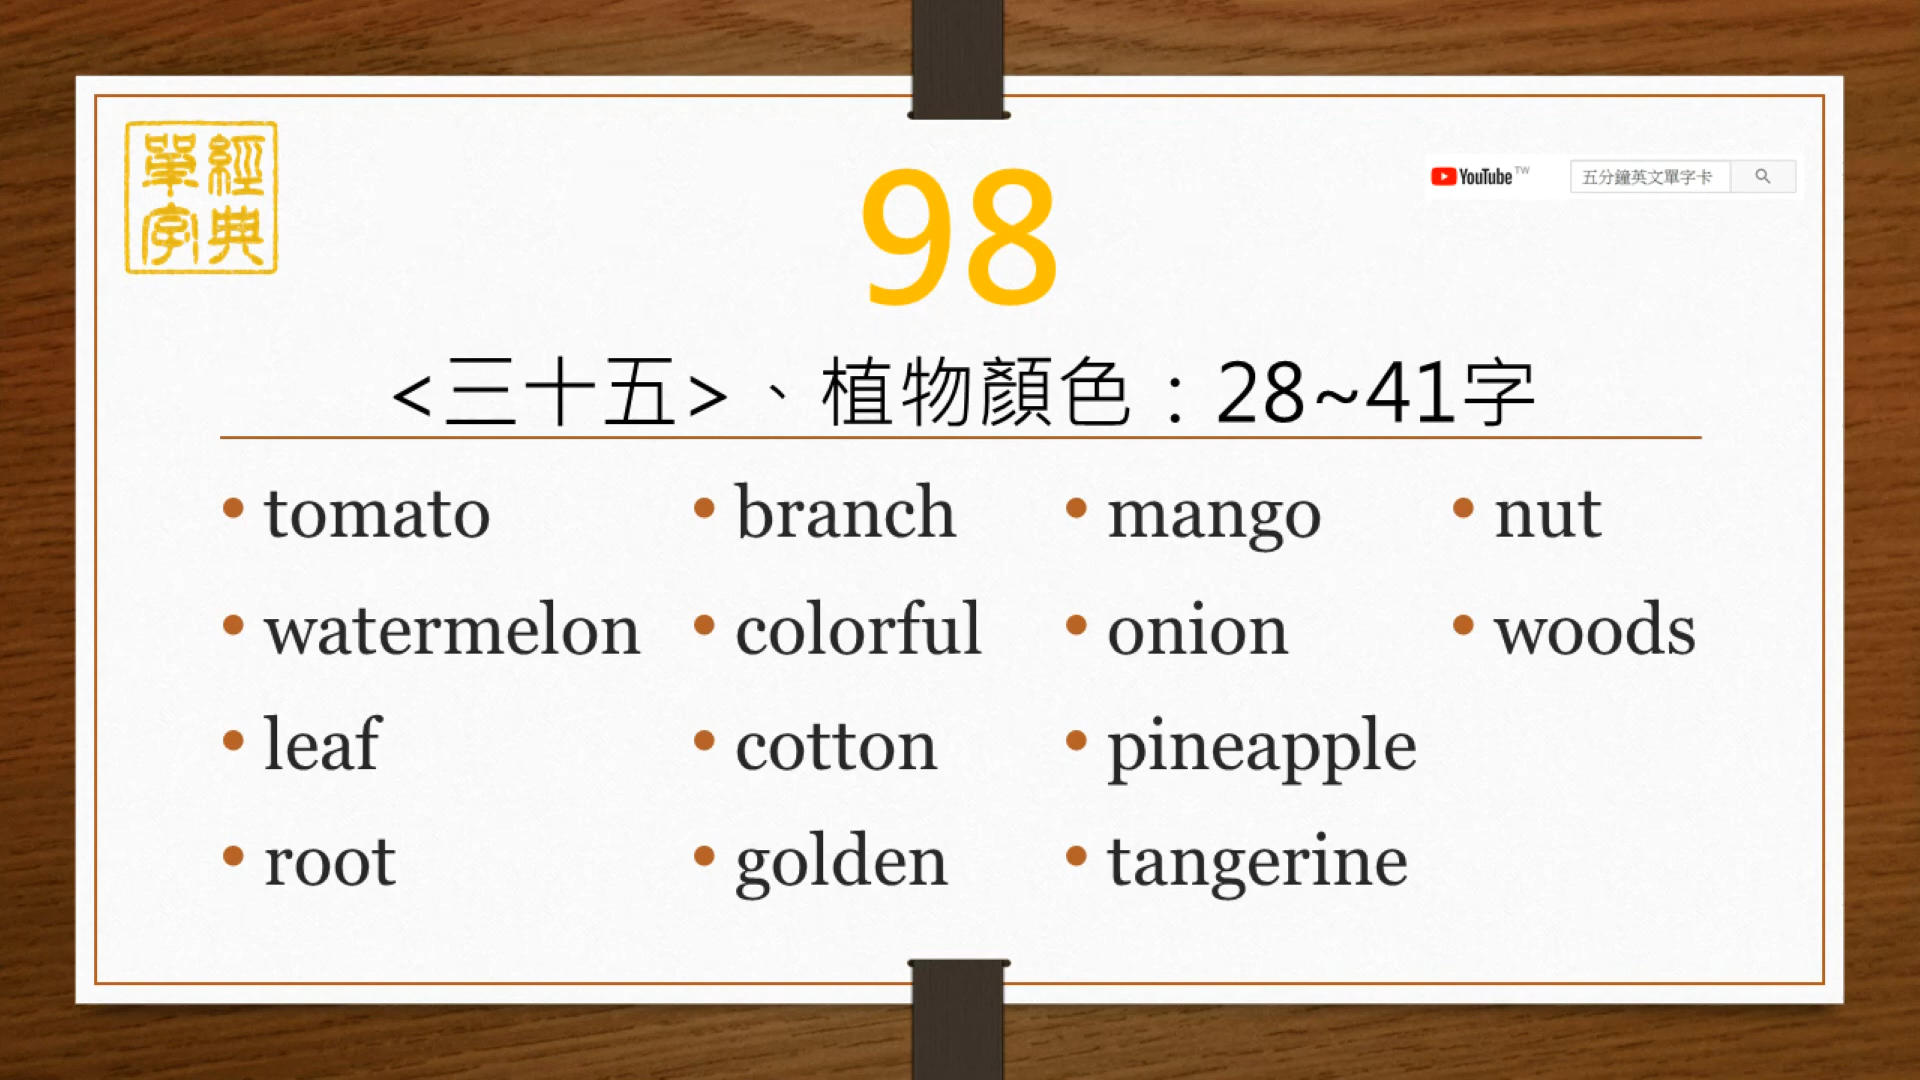 經典單字
YouTube TW
五分鐘英文單字卡
98
<三十五>、植物顏色：28~41字
tomato
watermelon
leaf
root
branch
colorful
cotton
golden
mango
onion
pineapple
tangerine
nut
woods